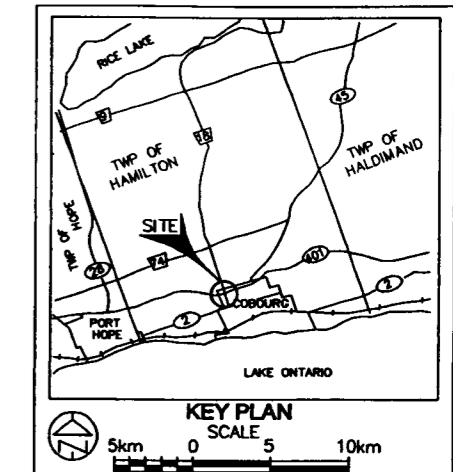 RICE LAKE
9
18
45
TWP OF
HAMILTON
TWP OF
HALDIMAND
TWP OF HOPE
SITE
28
74
401
COBOURG
2
2
PORT
HOPE
LAKE ONTARIO
KEY PLAN
SCALE
N
5km 0 5 10km